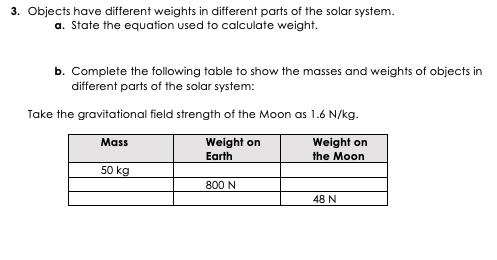 3. Objects have different weights in different parts of the solar system.
a. State the equation used to calculate weight.
b. Complete the following table to show the masses and weights of objects in
different parts of the solar system:
Take the gravitational field strength of the Moon as 1.6 N/kg.
Mass Weight on Earth Weight on the Moon
50 kg
800 N
48 N